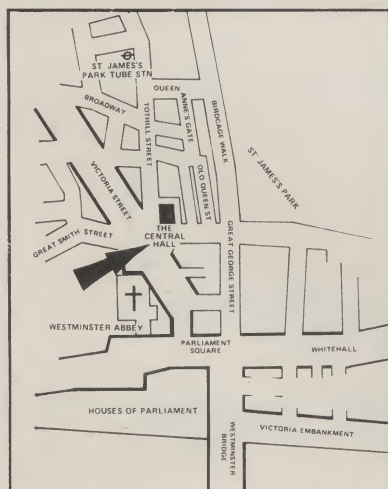 ST JAMES'S
PARK TUBE STN
QUEEN
ANNE'S GATE
BROADWAY
TOTHILL STREET
BIRDCAGE WALK
ST' JAMES'S PARK
VICTORIA STREET
OLD QUEEN ST
THE
CENTRAL
HALL
GREAT SMITH STREET
GREAT GEORGE STREET
WESTMINSTER ABBEY
PARLIAMENT
SQUARE
WHITEHALL
HOUSES OF PARLIAMENT
WESTMINSTER
BRIDGE
VICTORIA EMBANKMENT